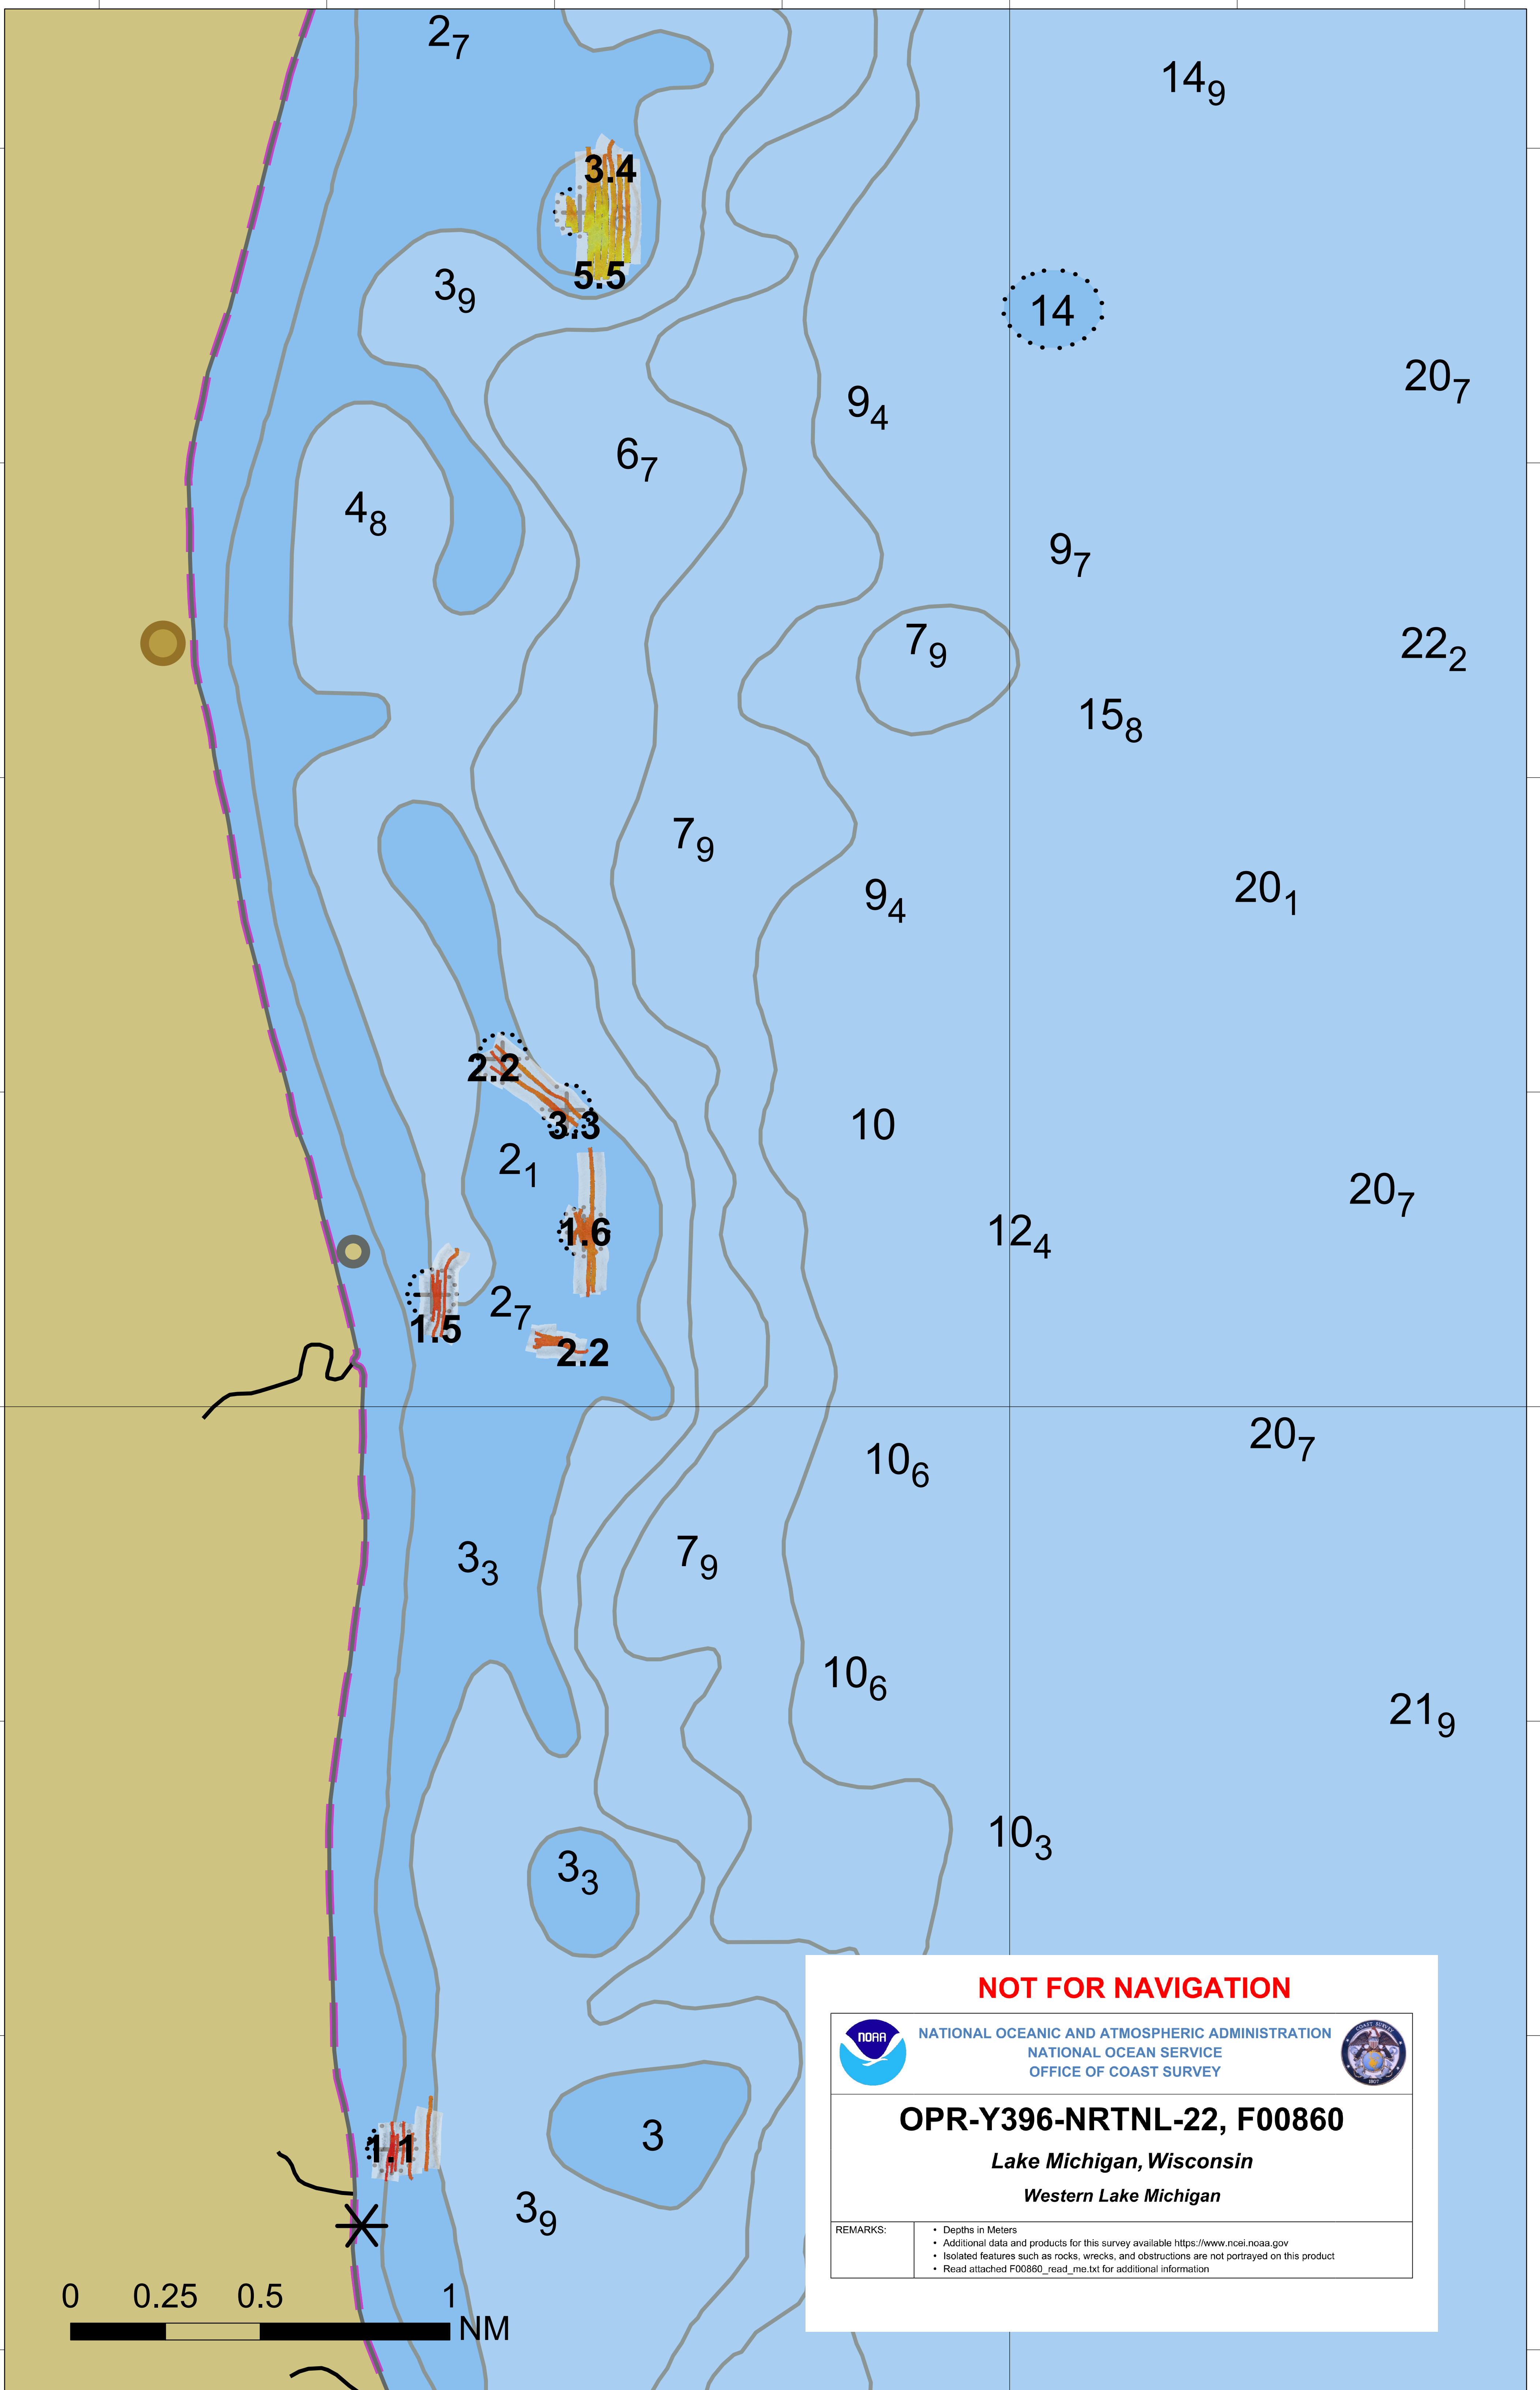 2₇
14₉
3.4
5.5
3₉
14
20₇
9₄
6₇
4₈
9₇
7₉
22₂
15₈
7₉
9₄
20₁
2.2
3.3
10
2₁
20₇
1.6
12₄
1.5
2₇
2.2
20₇
10₆
7₉
3₃
10₆
21₉
10₃
3₃
NOT FOR NAVIGATION
NOAA
NATIONAL OCEANIC AND ATMOSPHERIC ADMINISTRATION
NATIONAL OCEAN SERVICE
OFFICE OF COAST SURVEY
COAST SURVEY
1807
OPR-Y396-NRTNL-22, F00860
Lake Michigan, Wisconsin
Western Lake Michigan
REMARKS:
• Depths in Meters
• Additional data and products for this survey available https://www.ncei.noaa.gov
• Isolated features such as rocks, wrecks, and obstructions are not portrayed on this product
• Read attached F00860_read_me.txt for additional information
1.1
3
3₉
0 0.25 0.5 1
NM